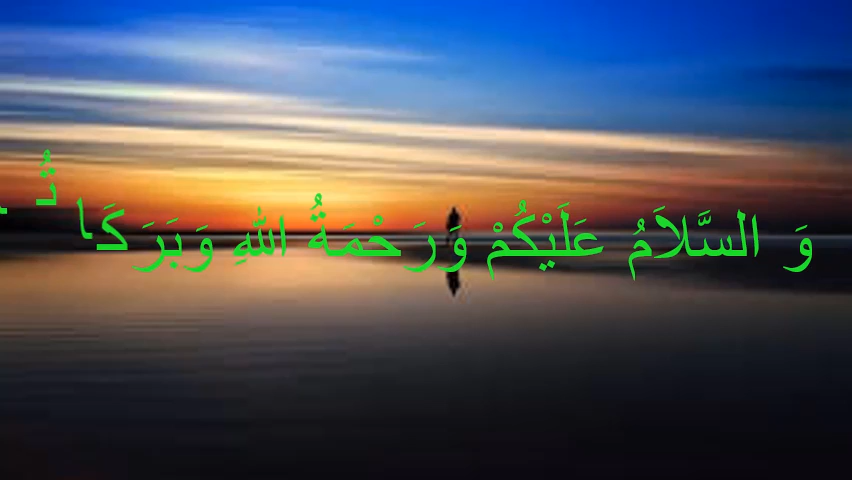 وَ السَّلاَمُ عَلَيْكُمْ وَرَحْمَةُ اللهِ وَبَرَكَاتُ